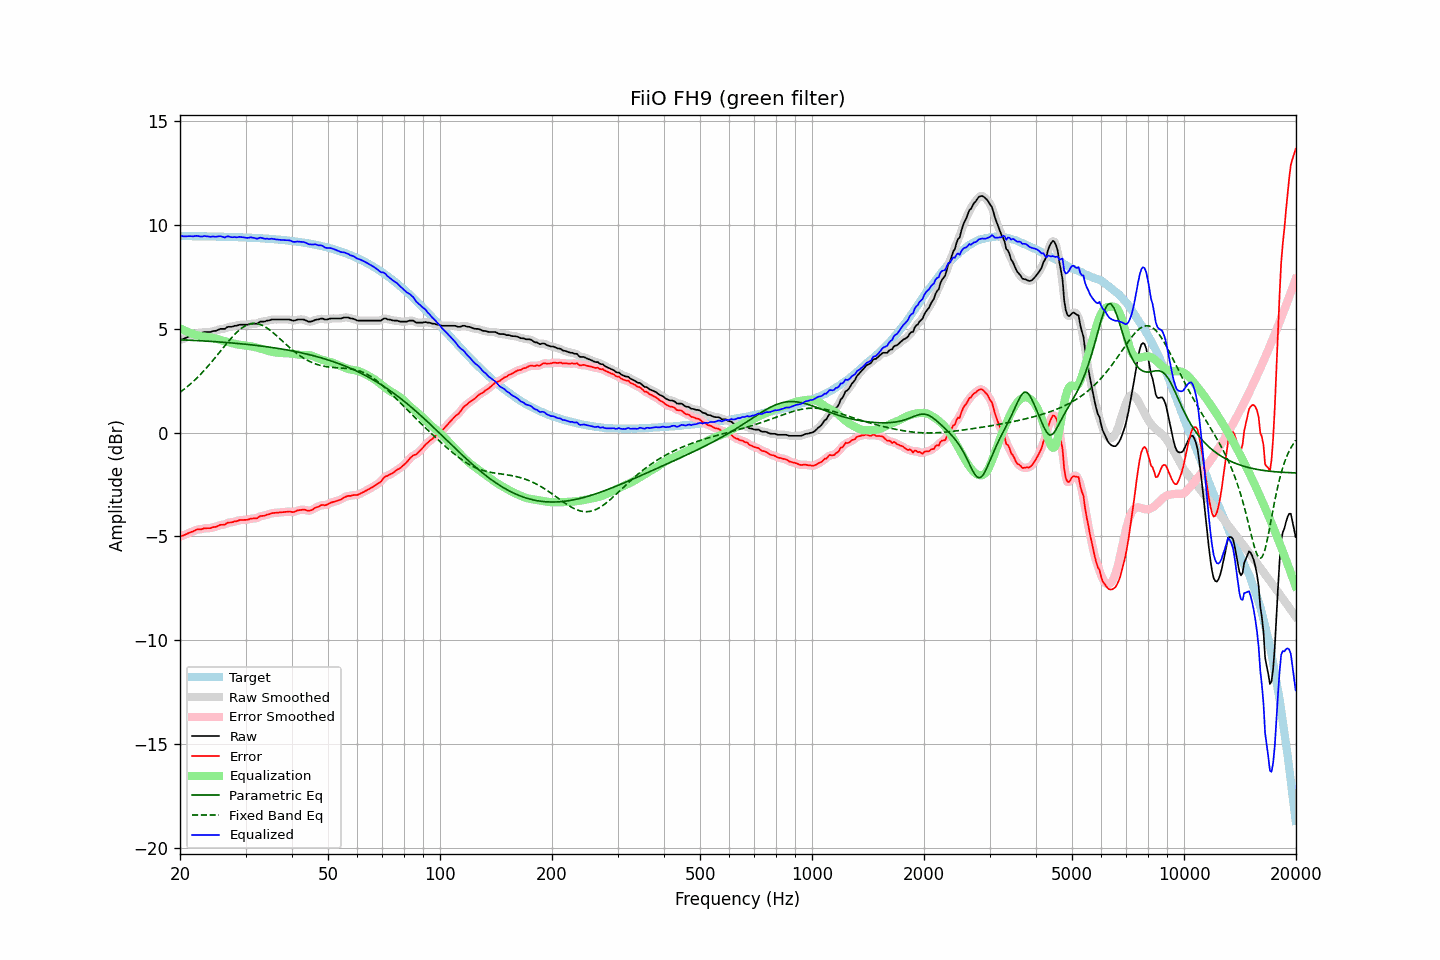 FiiO FH9 (green filter)
Amplitude (dBr)
15
10
5
0
−5
−10
−15
−20
Target
Raw Smoothed
Error Smoothed
Raw
Error
Equalization
Parametric Eq
Fixed Band Eq
Equalized
20 50 100 200 500 1000 2000 5000 10000 20000
Frequency (Hz)